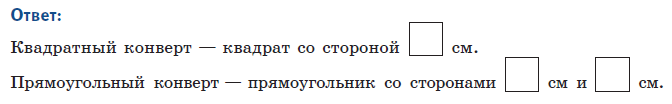 Ответ:
Квадратный конверт — квадрат со стороной см.
Прямоугольный конверт — прямоугольник со сторонами см и см.